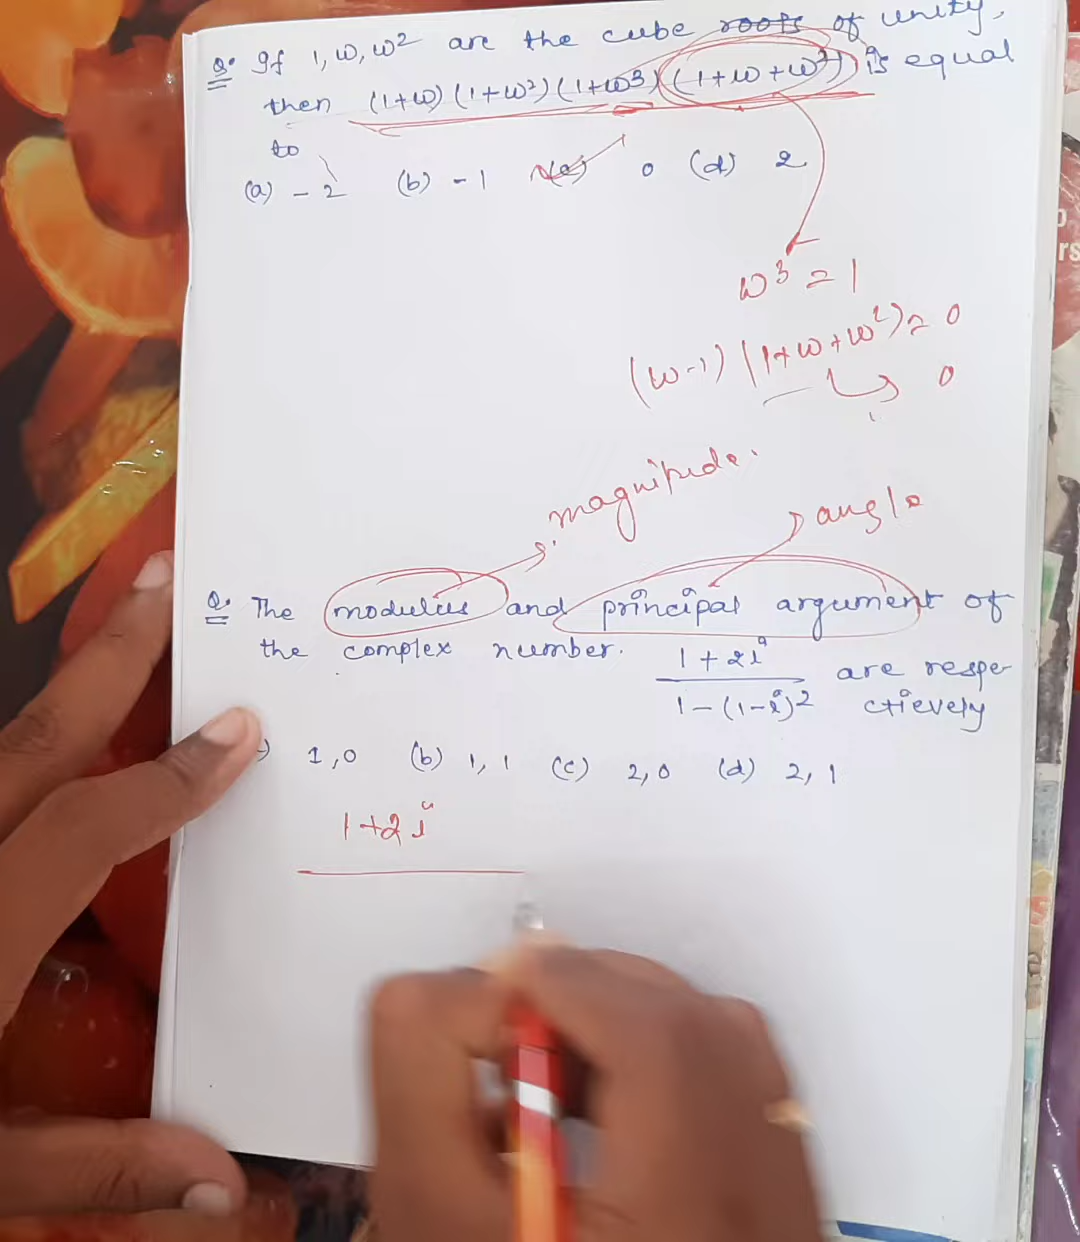 Q. If 1, ω, ω² are the cube roots of unity,
then (1+ω)(1+ω²)(1+ω³)(1+ω+ω²) is equal
to
(a) -2 (b) -1 (c) 0 (d) 2
ω³ = 1
(ω-1)(1+ω+ω²) = 0
0
magnitude.
angle
Q. The modulus and principal argument of
the complex number. 1+2i / 1-(1-i)² are respe
ctievely
1,0 (b) 1,1 (c) 2,0 (d) 2,1
1+2i